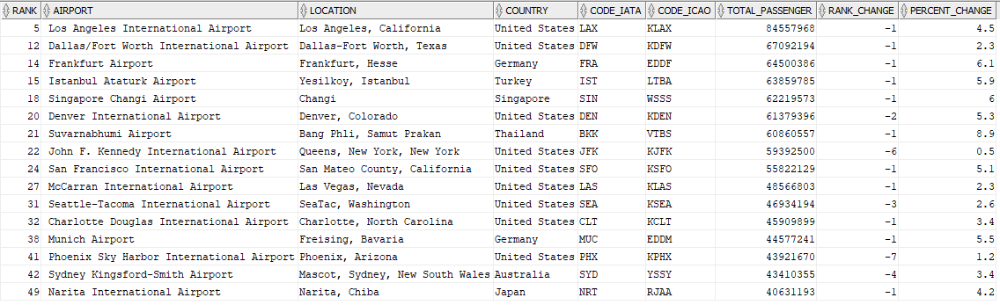 RANK AIRPORT LOCATION COUNTRY CODE_IATA CODE_ICAO TOTAL_PASSENGER RANK_CHANGE PERCENT_CHANGE
5 Los Angeles International Airport Los Angeles, California United States LAX KLAX 84557968 -1 4.5
12 Dallas/Fort Worth International Airport Dallas-Fort Worth, Texas United States DFW KDFW 67092194 -1 2.3
14 Frankfurt Airport Frankfurt, Hesse Germany FRA EDDF 64500386 -1 6.1
15 Istanbul Ataturk Airport Yesilkoy, Istanbul Turkey IST LTBA 63859785 -1 5.9
18 Singapore Changi Airport Changi Singapore SIN WSSS 62219573 -1 6
20 Denver International Airport Denver, Colorado United States DEN KDEN 61379396 -2 5.3
21 Suvarnabhumi Airport Bang Phli, Samut Prakan Thailand BKK VTBS 60860557 -1 8.9
22 John F. Kennedy International Airport Queens, New York, New York United States JFK KJFK 59392500 -6 0.5
24 San Francisco International Airport San Mateo County, California United States SFO KSFO 55822129 -1 5.1
27 McCarran International Airport Las Vegas, Nevada United States LAS KLAS 48566803 -1 2.3
31 Seattle-Tacoma International Airport SeaTac, Washington United States SEA KSEA 46934194 -3 2.6
32 Charlotte Douglas International Airport Charlotte, North Carolina United States CLT KCLT 45909899 -1 3.4
38 Munich Airport Freising, Bavaria Germany MUC EDDM 44577241 -1 5.5
41 Phoenix Sky Harbor International Airport Phoenix, Arizona United States PHX KPHX 43921670 -7 1.2
42 Sydney Kingsford-Smith Airport Mascot, Sydney, New South Wales Australia SYD YSSY 43410355 -4 3.4
49 Narita International Airport Narita, Chiba Japan NRT RJAA 40631193 -1 4.2